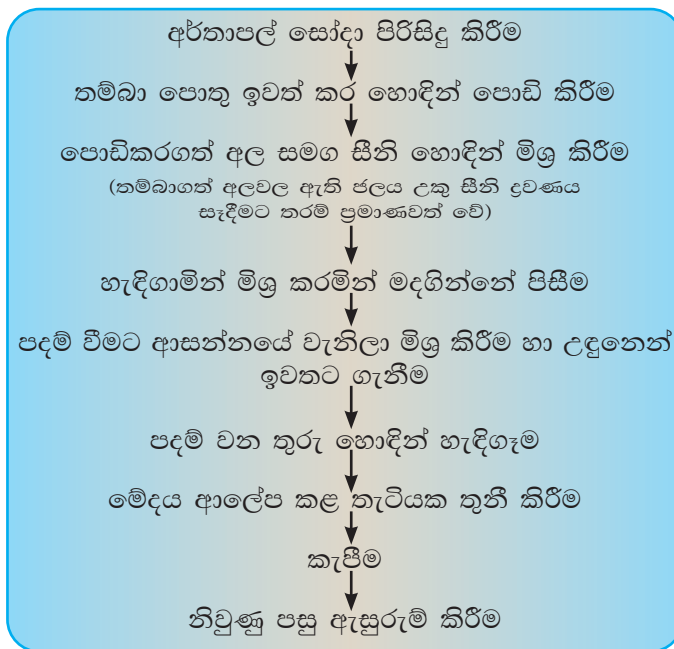 අර්තාපල් සෝදා පිරිසිදු කිරීම
තම්බා පොතු ඉවත් කර හොඳින් පොඩි කිරීම
පොඩිකරගත් අල සමග සීනි හොඳින් මිශ්‍ර කිරීම
(තම්බාගත් අලවල ඇති ජලය උකු සීනි ද්‍රවණය
සෑදීමට තරම් ප්‍රමාණවත් වේ)
හැඳිගාමින් මිශ්‍ර කරමින් මදගින්නේ පිසීම
පදම් වීමට ආසන්නයේ වැනිලා මිශ්‍ර කිරීම හා උඳුනෙන්
ඉවතට ගැනීම
පදම් වන තුරු හොඳින් හැඳිගෑම
මේදය ආලේප කළ තැටියක තුනී කිරීම
කැපීම
නිවුණු පසු ඇසුරුම් කිරීම